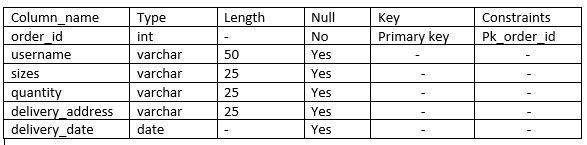 Column_name Type Length Null Key Constraints
order_id int - No Primary key Pk_order_id
username varchar 50 Yes - -
sizes varchar 25 Yes - -
quantity varchar 25 Yes - -
delivery_address varchar 25 Yes - -
delivery_date date - Yes - -